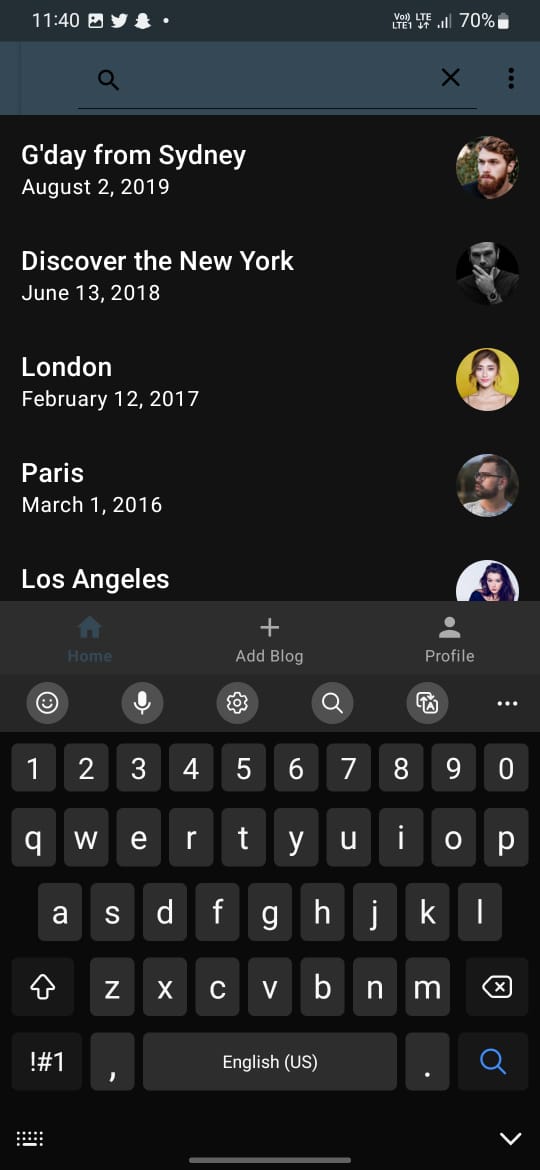 11:40
Vo)) LTE
LTE1
70%
G'day from Sydney
August 2, 2019
Discover the New York
June 13, 2018
London
February 12, 2017
Paris
March 1, 2016
Los Angeles
Home
Add Blog
Profile
1 2 3 4 5 6 7 8 9 0
q w e r t y u i o p
a s d f g h j k l
z x c v b n m
!#1 , English (US) .